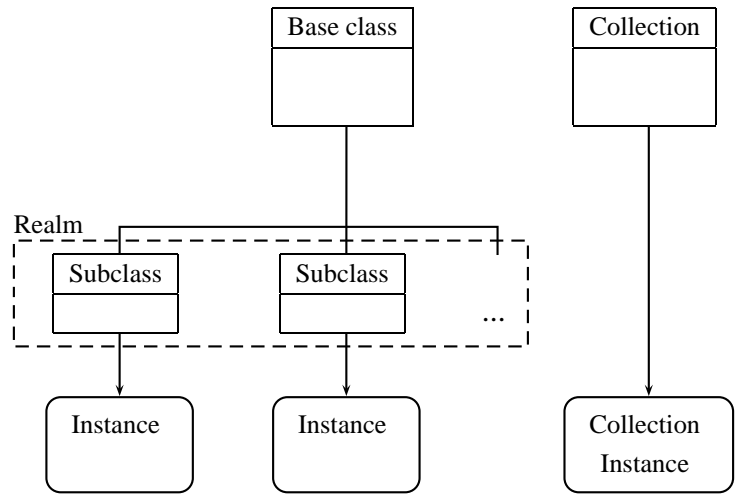 Base class
Collection
Realm
Subclass
Subclass
...
Instance
Instance
Collection
Instance